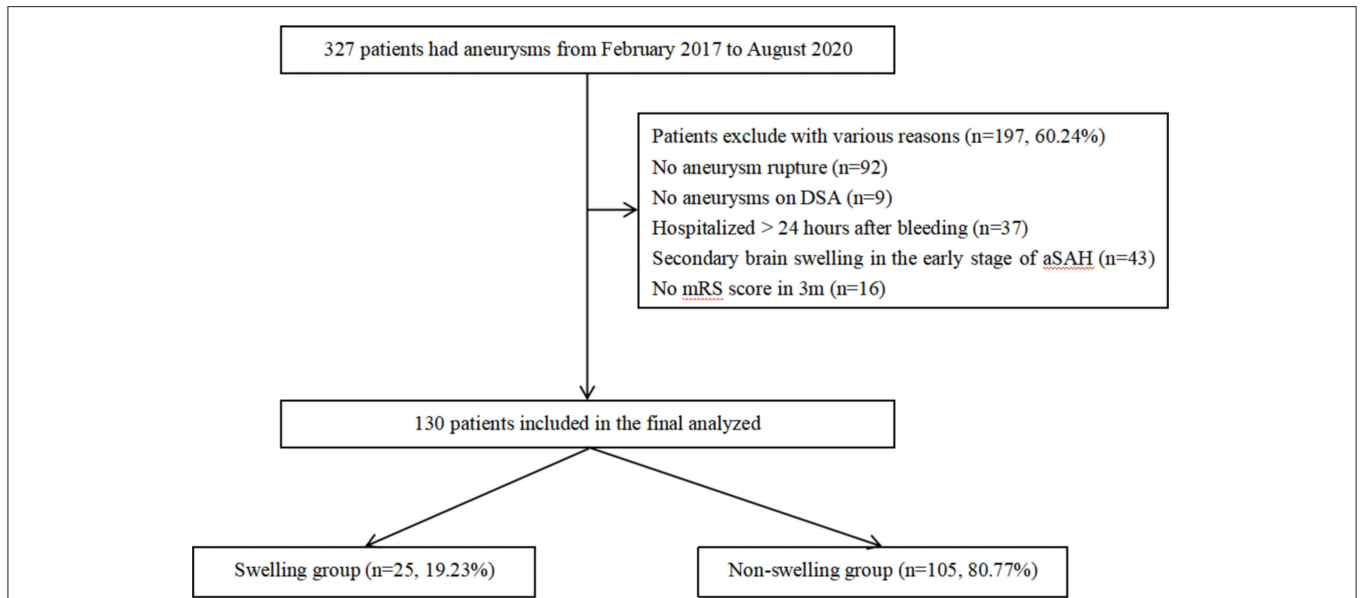 327 patients had aneurysms from February 2017 to August 2020
Patients exclude with various reasons (n=197, 60.24%)
No aneurysm rupture (n=92)
No aneurysms on DSA (n=9)
Hospitalized > 24 hours after bleeding (n=37)
Secondary brain swelling in the early stage of aSAH (n=43)
No mRS score in 3m (n=16)
130 patients included in the final analyzed
Swelling group (n=25, 19.23%)
Non-swelling group (n=105, 80.77%)